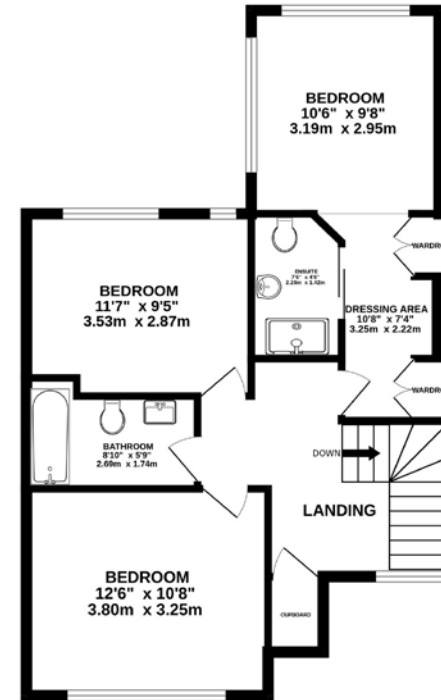 BEDROOM
10'6" x 9'8"
3.19m x 2.95m
WARDRO
BEDROOM
11'7" x 9'5"
3.53m x 2.87m
ENSUITE
DRESSING AREA
10'8" x 7'4"
3.25m x 2.22m
WARDRO
BATHROOM
8'10" x 5'9"
2.69m x 1.74m
DOWN
LANDING
BEDROOM
12'6" x 10'8"
3.80m x 3.25m
CUPBOARD